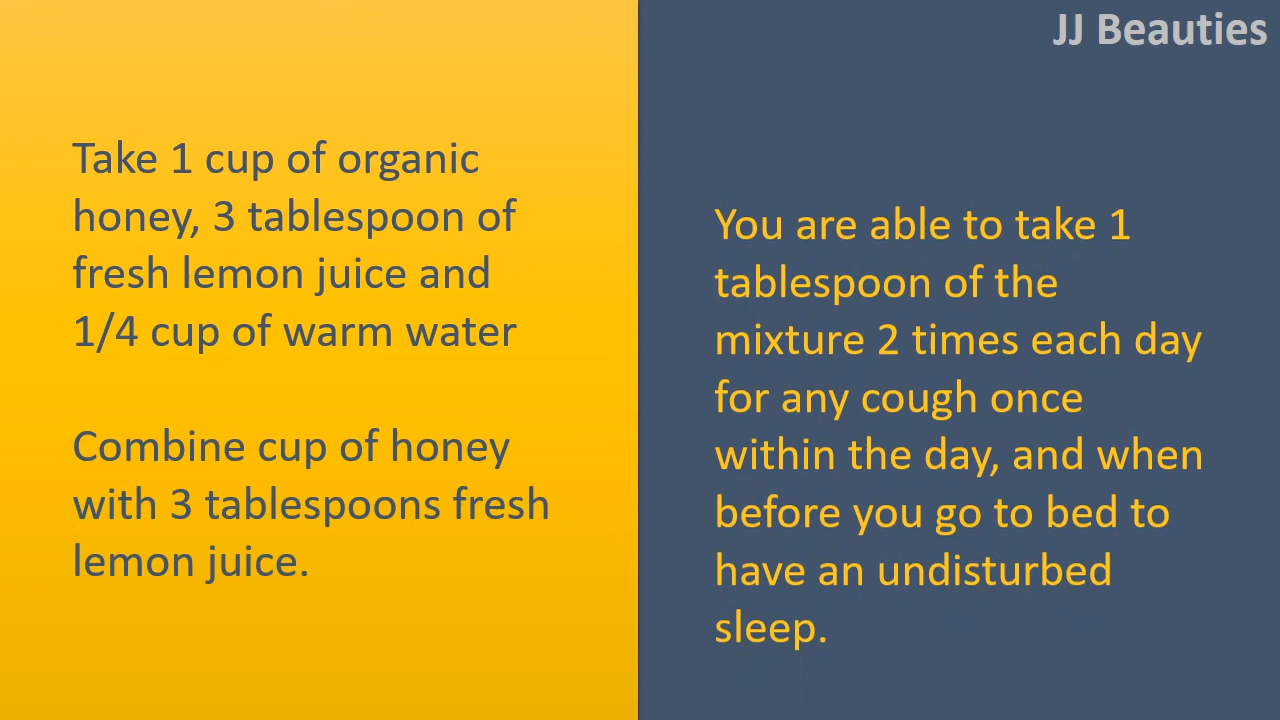 JJ Beauties
Take 1 cup of organic
honey, 3 tablespoon of
fresh lemon juice and
1/4 cup of warm water
Combine cup of honey
with 3 tablespoons fresh
lemon juice.
You are able to take 1
tablespoon of the
mixture 2 times each day
for any cough once
within the day, and when
before you go to bed to
have an undisturbed
sleep.